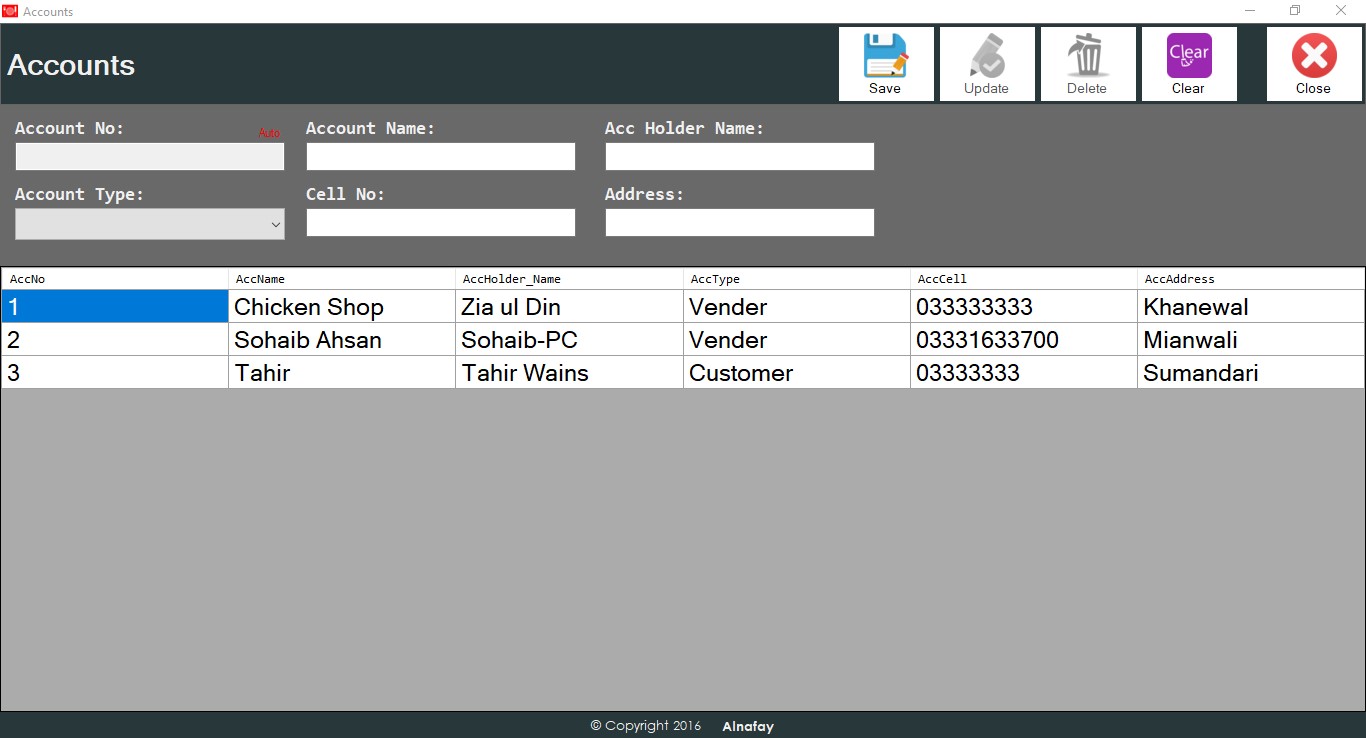 Accounts
Accounts
Save Update Delete Clear Clear Close
Account No: Auto Account Name: Acc Holder Name:
Account Type: Cell No: Address:
AccNo AccName AccHolder_Name AccType AccCell AccAddress
1 Chicken Shop Zia ul Din Vender 033333333 Khanewal
2 Sohaib Ahsan Sohaib-PC Vender 03331633700 Mianwali
3 Tahir Tahir Wains Customer 03333333 Sumandari
© Copyright 2016 Alnafay